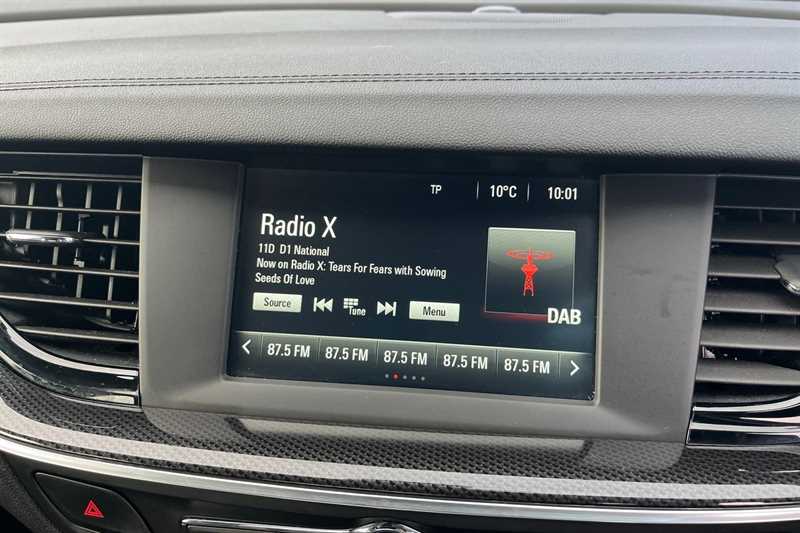 TP 10°C 10:01
Radio X
11D D1 National
Now on Radio X: Tears For Fears with Sowing
Seeds Of Love
Source Tune Menu
DAB
87.5 FM 87.5 FM 87.5 FM 87.5 FM 87.5 FM